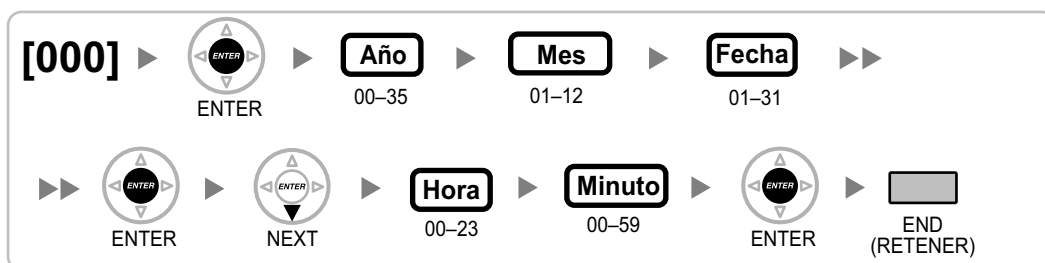 [000] ENTER Año Mes Fecha
ENTER 00–35 01–12 01–31
ENTER ENTER Hora Minuto ENTER
ENTER NEXT 00–23 00–59 ENTER END
(RETENER)